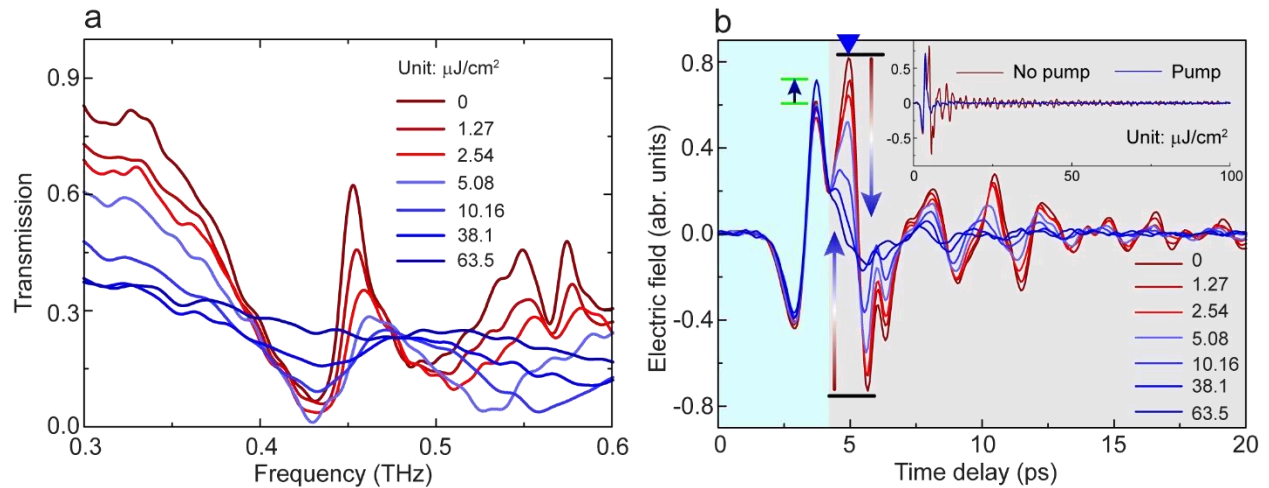 a
Transmission
0.9
0.6
0.3
0.0
0.3 0.4 0.5 0.6
Frequency (THz)
Unit: μJ/cm²
0
1.27
2.54
5.08
10.16
38.1
63.5
b
Electric field (abr. units)
0.8
0.4
0.0
-0.4
-0.8
0 5 10 15 20
Time delay (ps)
0.5
0
-0.5
0 50 100
No pump Pump
Unit: μJ/cm²
0
1.27
2.54
5.08
10.16
38.1
63.5